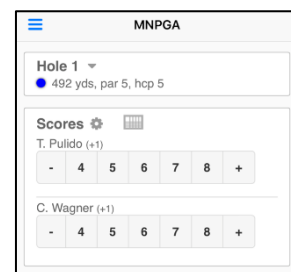 MNPGA
Hole 1
492 yds, par 5, hcp 5
Scores
T. Pulido (+1)
- 4 5 6 7 8 +
C. Wagner (+1)
- 4 5 6 7 8 +